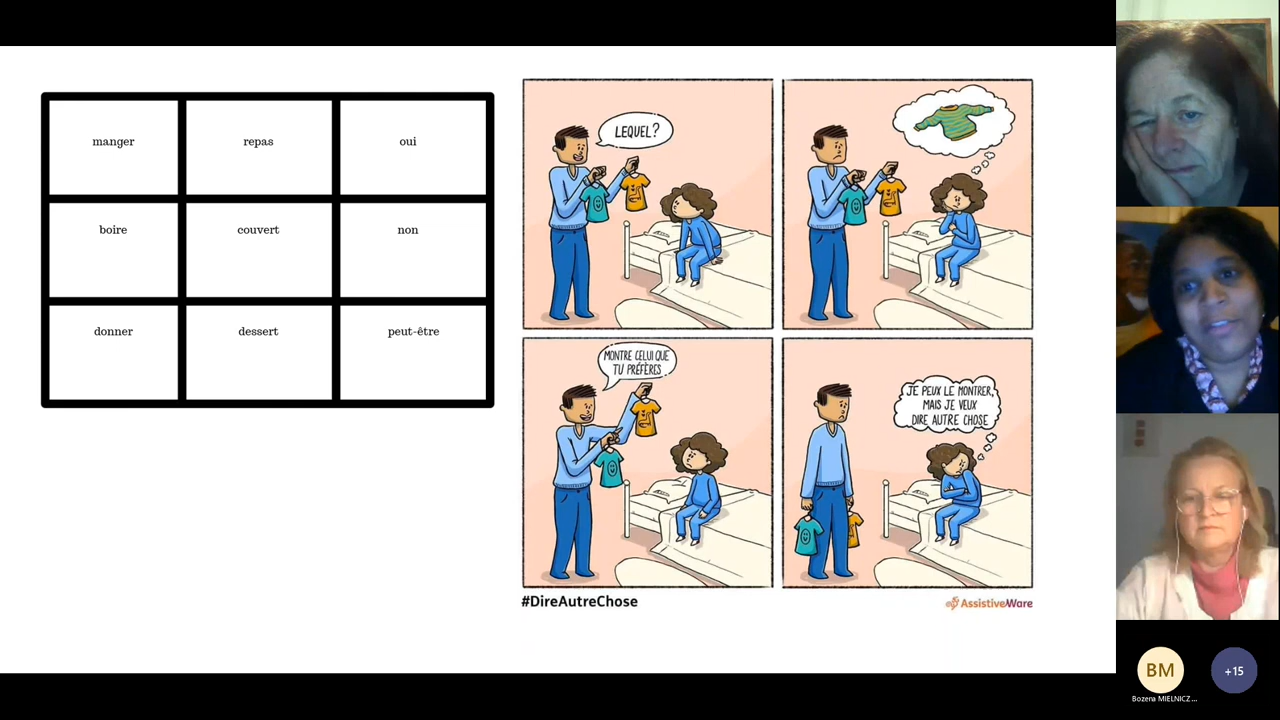 manger
repas
oui
boire
couvert
non
donner
dessert
peut-être
LEQUEL?
MONTRE CELUI QUE
TU PRÉFÈRES
JE PEUX LE MONTRER,
MAIS JE VEUX
DIRE AUTRE CHOSE
#DireAutreChose
AssistiveWare
BM
+15
Bozena MIELNICZ...